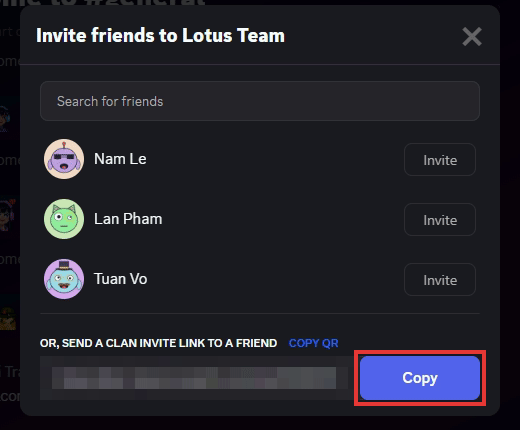 Invite friends to Lotus Team
Search for friends
Nam Le
Invite
Lan Pham
Invite
Tuan Vo
Invite
OR, SEND A CLAN INVITE LINK TO A FRIEND COPY QR
Copy